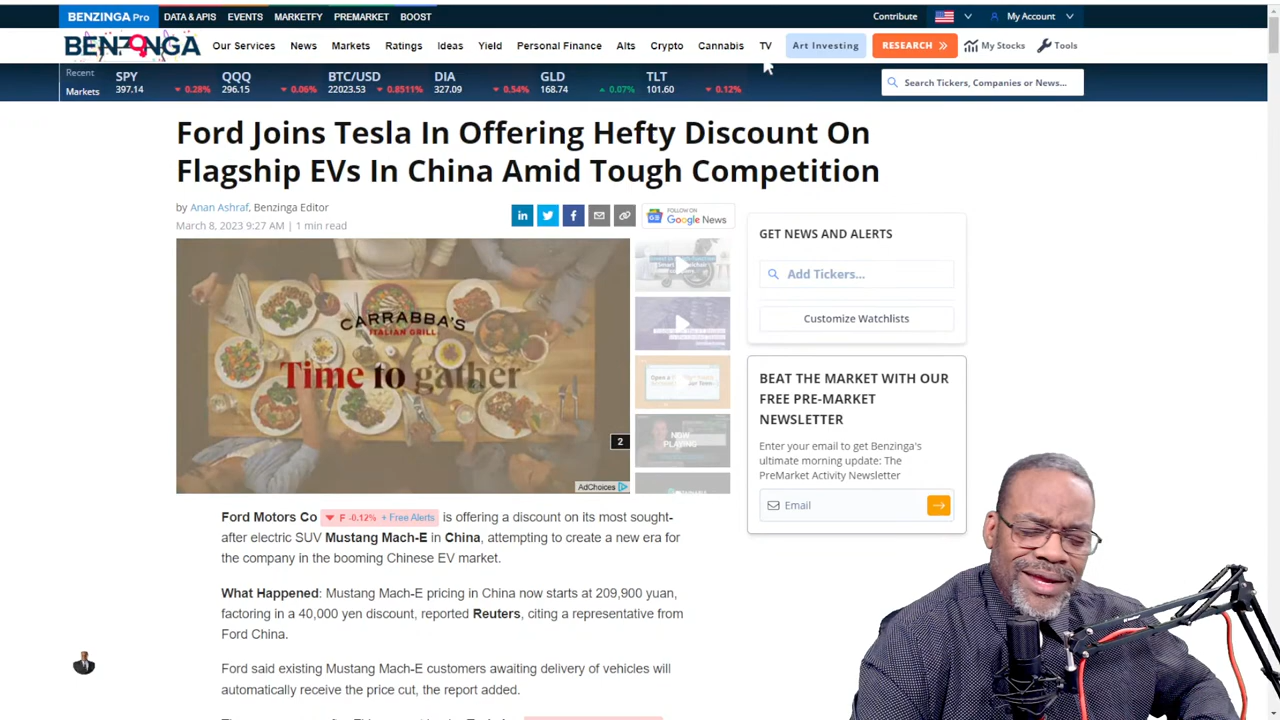 BENZINGA Pro DATA & APIS EVENTS MARKETFY PREMARKET BOOST Contribute My Account
BENZINGA Our Services News Markets Ratings Ideas Yield Personal Finance Alts Crypto Cannabis TV Art Investing RESEARCH My Stocks Tools
Recent Markets
SPY 397.14 0.28%
QQQ 296.15 0.06%
BTC/USD 22023.53 0.8511%
DIA 327.09 0.54%
GLD 168.74 0.07%
TLT 101.60 0.12%
Search Tickers, Companies or News...
Ford Joins Tesla In Offering Hefty Discount On
Flagship EVs In China Amid Tough Competition
by Anan Ashraf, Benzinga Editor
March 8, 2023 9:27 AM | 1 min read
FOLLOW ON
Google News
CARRABBA'S
ITALIAN GRILL
Time to gather
2
AdChoices
NOW
PLAYING
GET NEWS AND ALERTS
Add Tickers...
Customize Watchlists
BEAT THE MARKET WITH OUR
FREE PRE-MARKET
NEWSLETTER
Enter your email to get Benzinga's
ultimate morning update: The
PreMarket Activity Newsletter
Email
Ford Motors Co F -0.12% + Free Alerts is offering a discount on its most sought-
after electric SUV Mustang Mach-E in China, attempting to create a new era for
the company in the booming Chinese EV market.
What Happened: Mustang Mach-E pricing in China now starts at 209,900 yuan,
factoring in a 40,000 yen discount, reported Reuters, citing a representative from
Ford China.
Ford said existing Mustang Mach-E customers awaiting delivery of vehicles will
automatically receive the price cut, the report added.